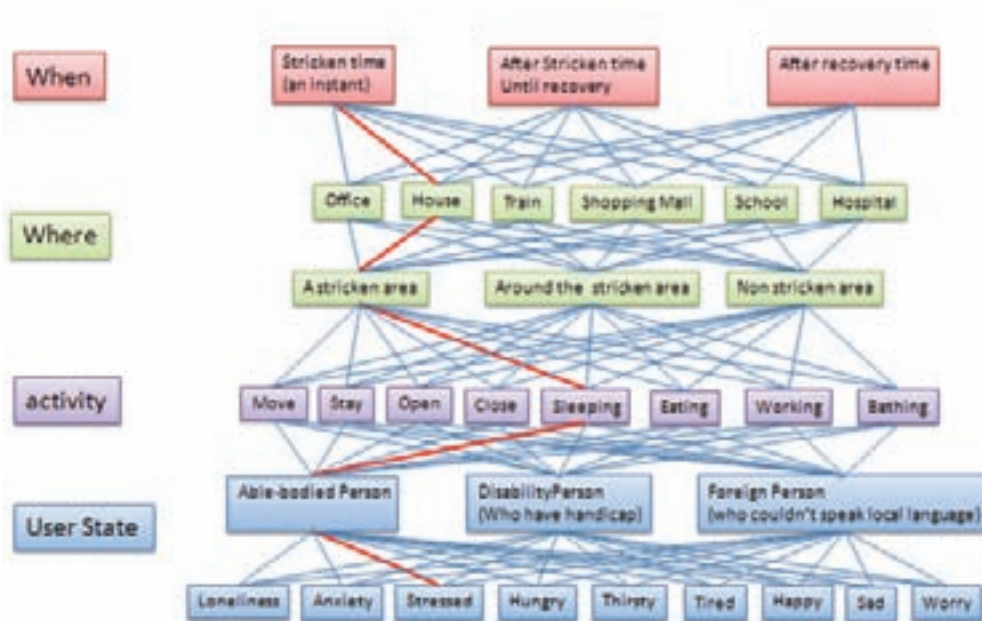 When
Stricken time
(an instant)
After Stricken time
Until recovery
After recovery time
Where
Office
House
Train
Shopping Mall
School
Hospital
A stricken area
Around the stricken area
Non stricken area
activity
Move
Stay
Open
Close
Sleeping
Eating
Working
Bathing
User State
Able-bodied Person
DisabilityPerson
(Who have handicap)
Foreign Person
(who couldn't speak local language)
Loneliness
Anxiety
Stressed
Hungry
Thirsty
Tired
Happy
Sad
Worry